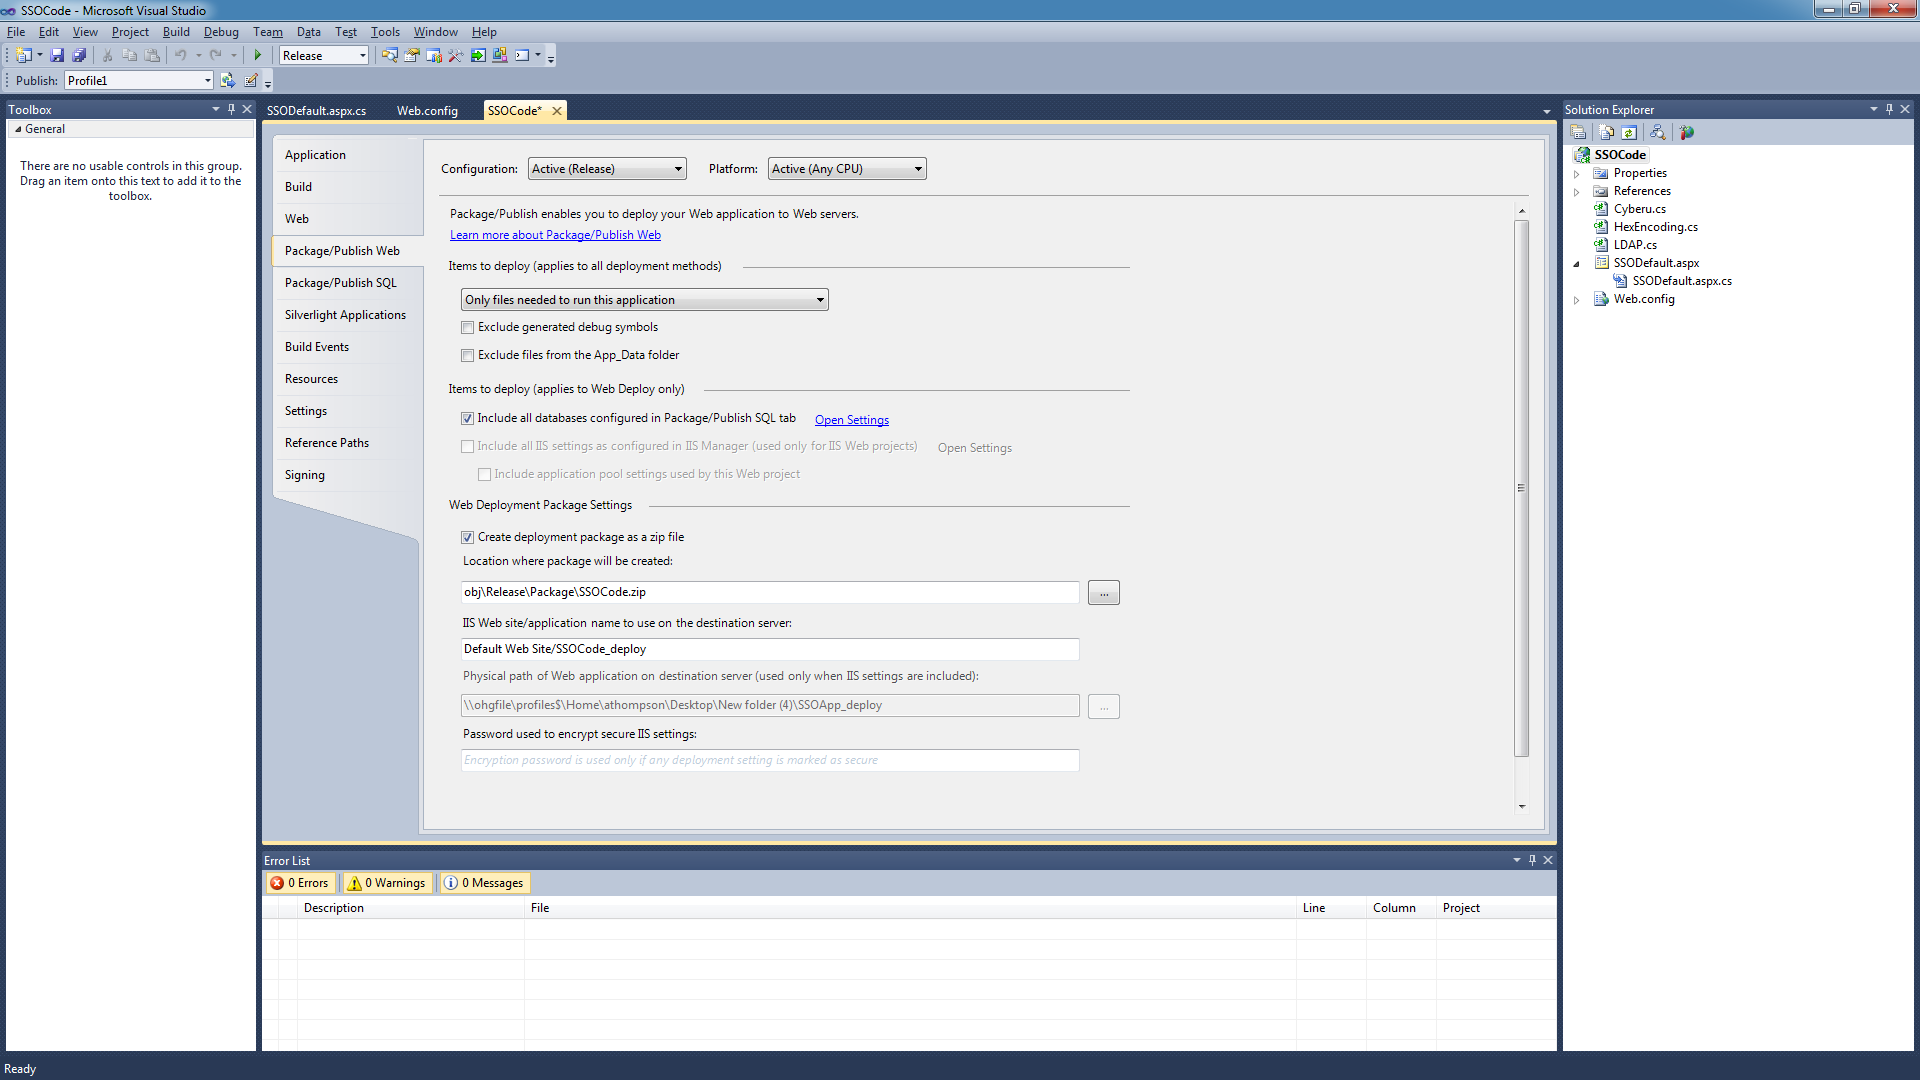 SSOCode - Microsoft Visual Studio
File Edit View Project Build Debug Team Data Test Tools Window Help
Release
Publish: Profile1
Toolbox
General
There are no usable controls in this group.
Drag an item onto this text to add it to the
toolbox.
SSODefault.aspx.cs Web.config SSOCode*
Application
Build
Web
Package/Publish Web
Package/Publish SQL
Silverlight Applications
Build Events
Resources
Settings
Reference Paths
Signing
Configuration: Active (Release) Platform: Active (Any CPU)
Package/Publish enables you to deploy your Web application to Web servers.
Learn more about Package/Publish Web
Items to deploy (applies to all deployment methods)
Only files needed to run this application
Exclude generated debug symbols
Exclude files from the App_Data folder
Items to deploy (applies to Web Deploy only)
Include all databases configured in Package/Publish SQL tab Open Settings
Include all IIS settings as configured in IIS Manager (used only for IIS Web projects) Open Settings
Include application pool settings used by this Web project
Web Deployment Package Settings
Create deployment package as a zip file
Location where package will be created:
obj\Release\Package\SSOCode.zip ...
IIS Web site/application name to use on the destination server:
Default Web Site/SSOCode_deploy
Physical path of Web application on destination server (used only when IIS settings are included):
\\ohgfile\profiles$\Home\athompson\Desktop\New folder (4)\SSOApp_deploy ...
Password used to encrypt secure IIS settings:
Encryption password is used only if any deployment setting is marked as secure
Error List
0 Errors 0 Warnings 0 Messages
Description File Line Column Project
Solution Explorer
SSOCode
Properties
References
Cyberu.cs
HexEncoding.cs
LDAP.cs
SSODefault.aspx
SSODefault.aspx.cs
Web.config
Ready